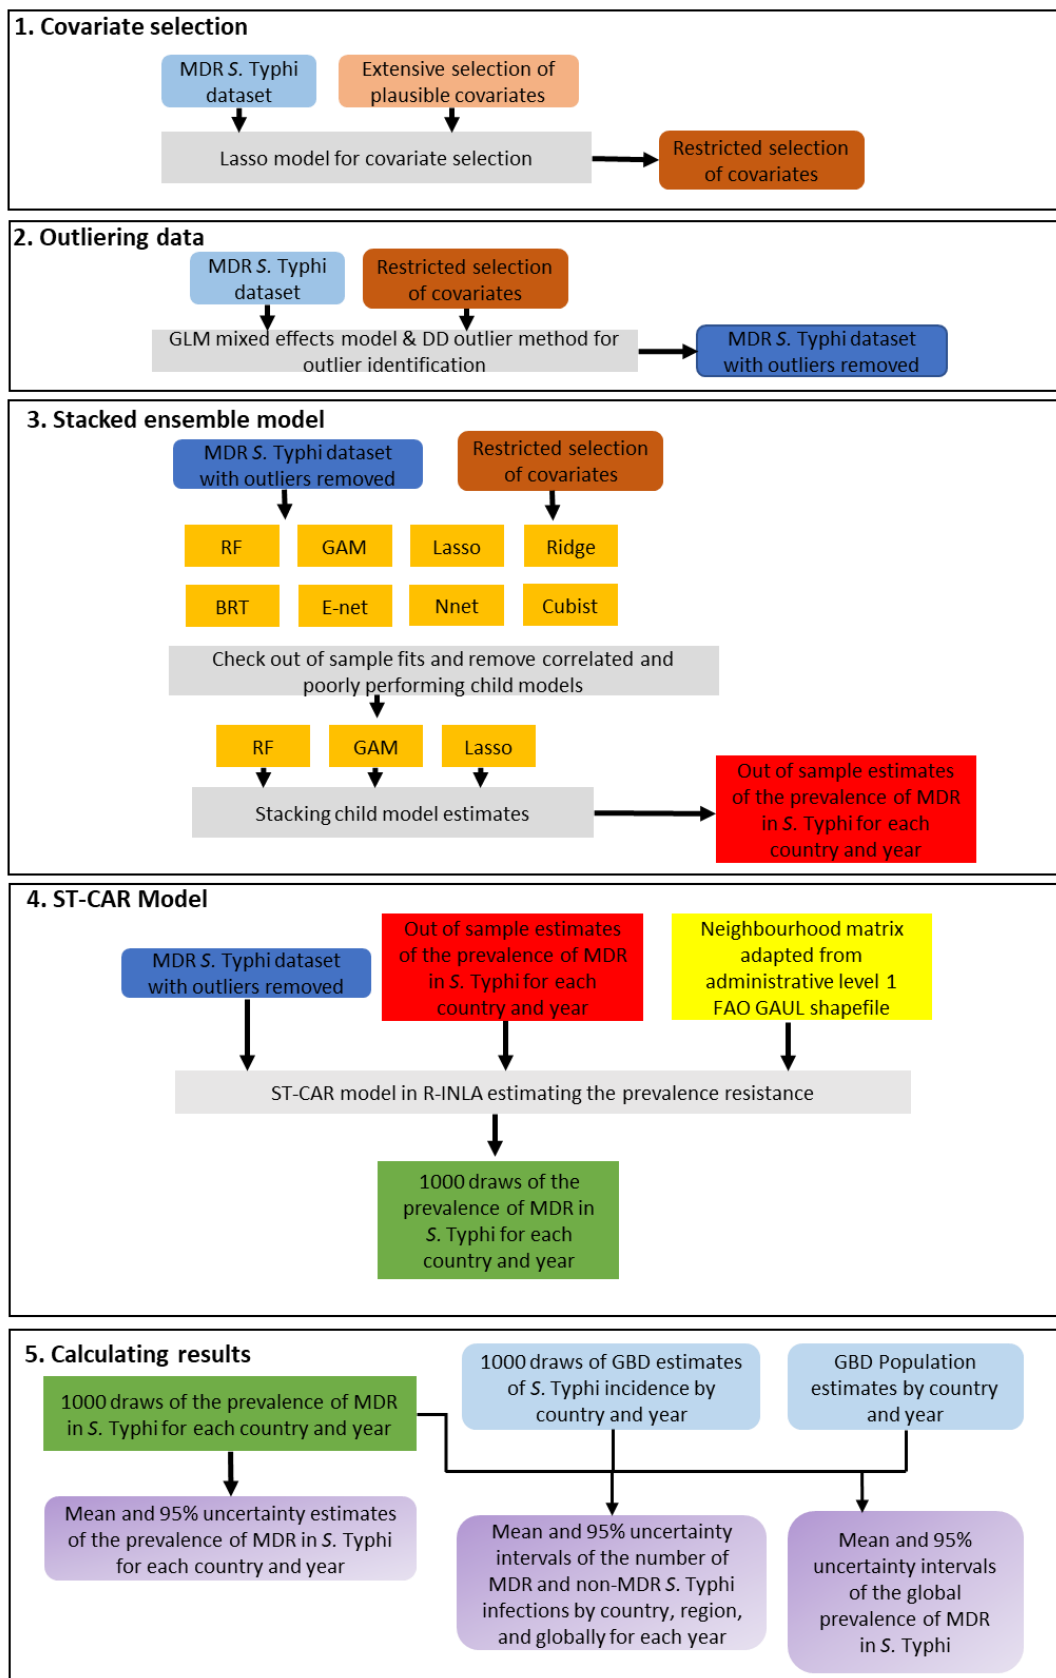 1. Covariate selection
MDR S. Typhi
dataset
Extensive selection of
plausible covariates
Lasso model for covariate selection
Restricted selection
of covariates
2. Outliering data
MDR S. Typhi
dataset
Restricted selection
of covariates
GLM mixed effects model & DD outlier method for
outlier identification
MDR S. Typhi dataset
with outliers removed
3. Stacked ensemble model
MDR S. Typhi dataset
with outliers removed
Restricted selection
of covariates
RF
GAM
Lasso
Ridge
BRT
E-net
Nnet
Cubist
Check out of sample fits and remove correlated and
poorly performing child models
RF
GAM
Lasso
Stacking child model estimates
Out of sample estimates
of the prevalence of MDR
in S. Typhi for each
country and year
4. ST-CAR Model
MDR S. Typhi dataset
with outliers removed
Out of sample estimates
of the prevalence of MDR
in S. Typhi for each
country and year
Neighbourhood matrix
adapted from
administrative level 1
FAO GAUL shapefile
ST-CAR model in R-INLA estimating the prevalence resistance
1000 draws of the
prevalence of MDR in
S. Typhi for each
country and year
5. Calculating results
1000 draws of the prevalence of MDR
in S. Typhi for each country and year
1000 draws of GBD estimates
of S. Typhi incidence by
country and year
GBD Population
estimates by country
and year
Mean and 95% uncertainty estimates
of the prevalence of MDR in S. Typhi
for each country and year
Mean and 95% uncertainty
intervals of the number of
MDR and non-MDR S. Typhi
infections by country, region,
and globally for each year
Mean and 95%
uncertainty intervals
of the global
prevalence of MDR
in S. Typhi